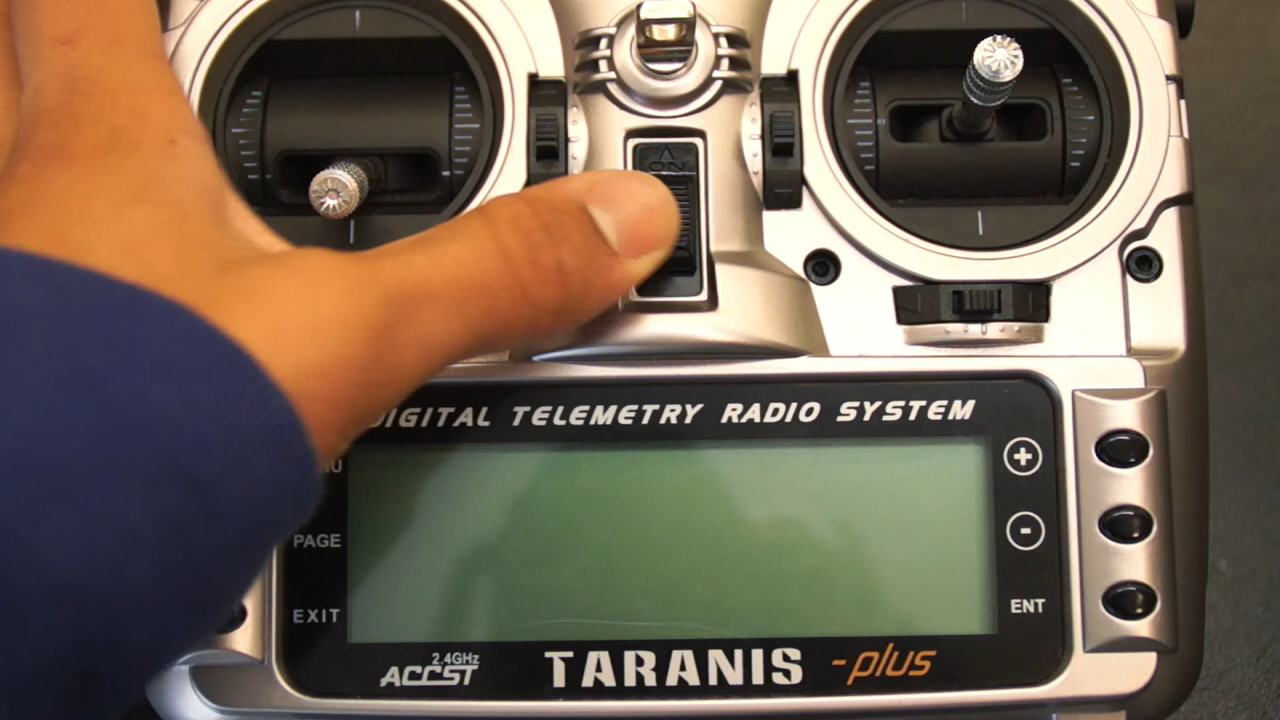 ON
DIGITAL TELEMETRY RADIO SYSTEM
PAGE
EXIT
+
-
ENT
2.4GHz
ACCST
TARANIS -plus